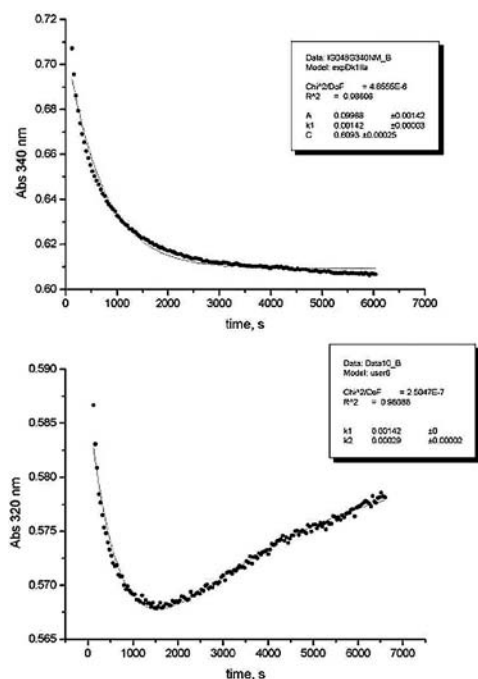 0.72
0.70
0.68
0.66
0.64
0.62
0.60
Abs 340 nm
Data: IG048G340NM_B
Model: expDk1IIa
Chi^2/DoF = 4.6555E-6
R^2 = 0.98606
A 0.09968 ±0.00142
k1 0.00142 ±0.00003
C 0.6093 ±0.00025
0 1000 2000 3000 4000 5000 6000 7000
time, s
0.590
0.585
0.580
0.575
0.570
0.565
Abs 320 nm
Data: Data10_B
Model: user6
Chi^2/DoF = 2.5047E-7
R^2 = 0.98088
k1 0.00142 ±0
k2 0.00029 ±0.00002
0 1000 2000 3000 4000 5000 6000 7000
time, s